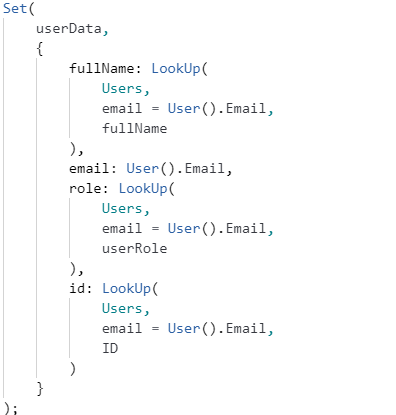 Set(
    userData,
    {
        fullName: LookUp(
            Users,
            email = User().Email,
            fullName
        ),
        email: User().Email,
        role: LookUp(
            Users,
            email = User().Email,
            userRole
        ),
        id: LookUp(
            Users,
            email = User().Email,
            ID
        )
    }
);